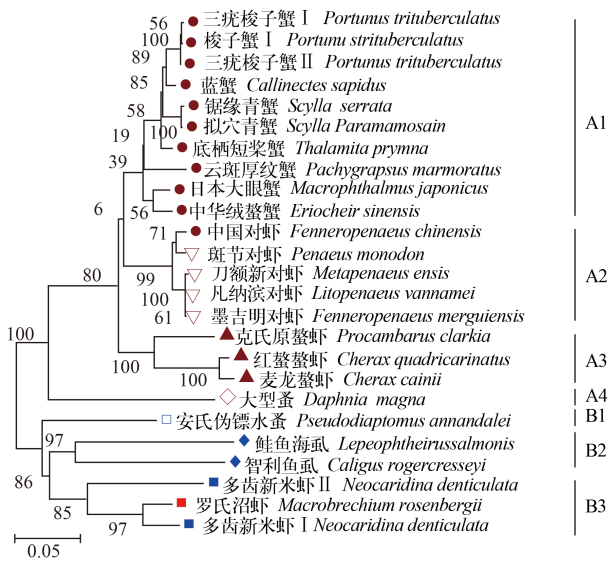 三疣梭子蟹Ⅰ Portunus trituberculatus
梭子蟹Ⅰ Portunu strituberculatus
三疣梭子蟹Ⅱ Portunus trituberculatus
蓝蟹 Callinectes sapidus
锯缘青蟹 Scylla serrata
拟穴青蟹 Scylla Paramamosain
底栖短桨蟹 Thalamita prymna
云斑厚纹蟹 Pachygrapsus marmoratus
日本大眼蟹 Macrophthalmus japonicus
中华绒螯蟹 Eriocheir sinensis
中国对虾 Fenneropenaeus chinensis
斑节对虾 Penaeus monodon
刀额新对虾 Metapenaeus ensis
凡纳滨对虾 Litopenaeus vannamei
墨吉明对虾 Fenneropenaeus merguiensis
克氏原螯虾 Procambarus clarkia
红螯螯虾 Cherax quadricarinatus
麦龙螯虾 Cherax cainii
大型蚤 Daphnia magna
安氏伪镖水蚤 Pseudodiaptomus annandalei
鲑鱼海虱 Lepeophtheirussalmonis
智利鱼虱 Caligus rogercresseyi
多齿新米虾Ⅱ Neocaridina denticulata
罗氏沼虾 Macrobrechium rosenbergii
多齿新米虾Ⅰ Neocaridina denticulata
A1
A2
A3
A4
B1
B2
B3
56
100
89
85
58
100
19
39
56
6
71
99
100
61
80
100
100
100
97
86
85
97
0.05